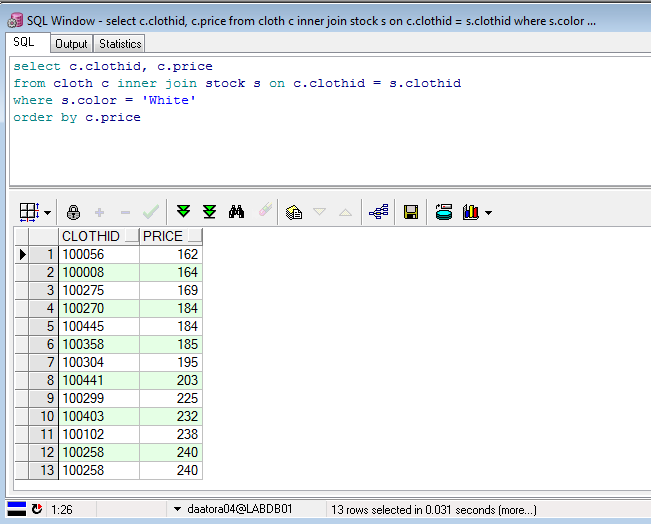 SQL Window - select c.clothid, c.price from cloth c inner join stock s on c.clothid = s.clothid where s.color ...
SQL Output Statistics
select c.clothid, c.price
from cloth c inner join stock s on c.clothid = s.clothid
where s.color = 'White'
order by c.price
CLOTHID PRICE
1 100056 162
2 100008 164
3 100275 169
4 100270 184
5 100445 184
6 100358 185
7 100304 195
8 100441 203
9 100299 225
10 100403 232
11 100102 238
12 100258 240
13 100258 240
1:26 daatora04@LABDB01 13 rows selected in 0.031 seconds (more...)